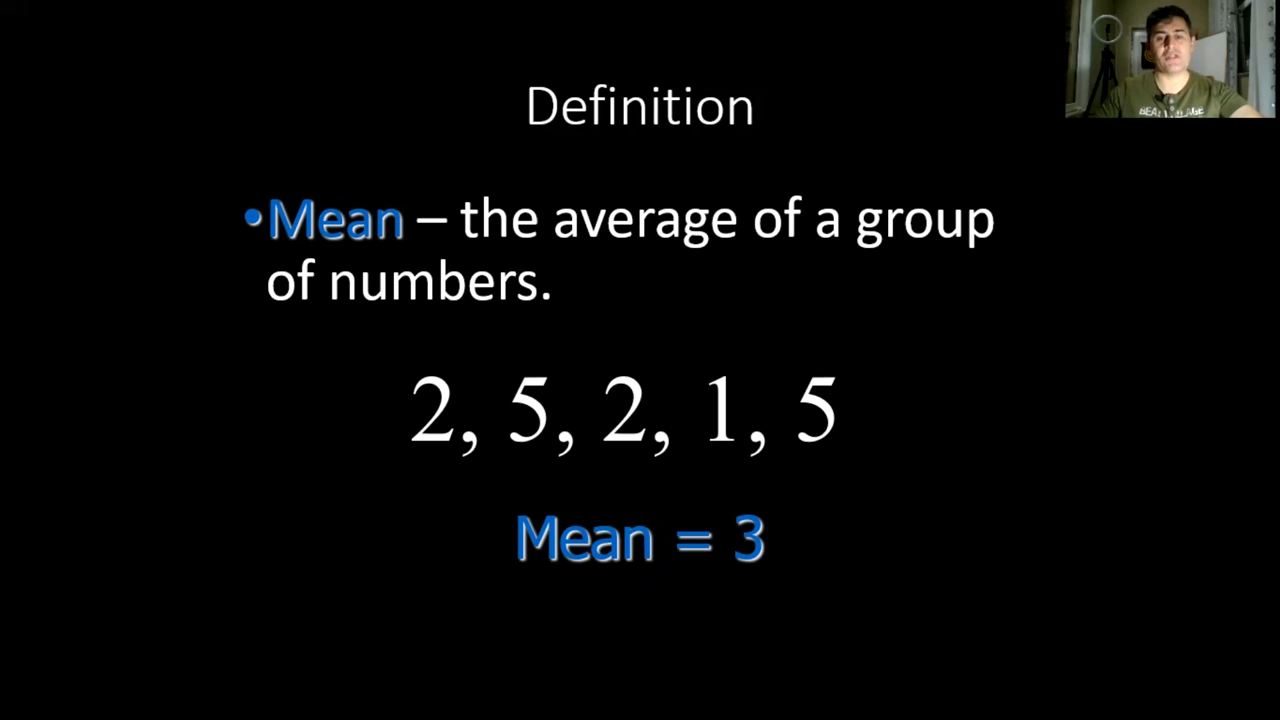 Definition
•Mean – the average of a group
of numbers.
2, 5, 2, 1, 5
Mean = 3